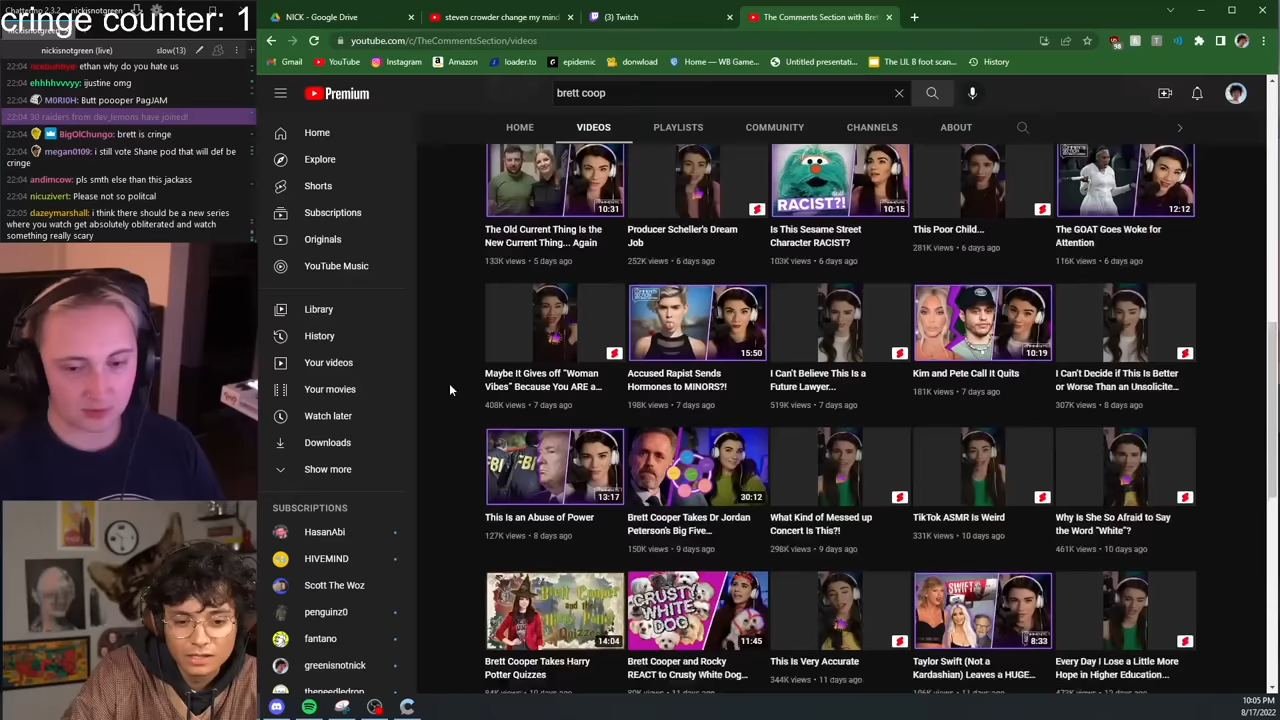 cringe counter: 1
nickisnotgreen (live)
slow(13)
22:04 ethan why do you hate us
22:04 ehhhhvvvyy: ijustine omg
22:04 M0RI0H: Butt poooper PagJAM
22:04 30 raiders from dev_lemons have joined!
22:04 BigOlChungo: brett is cringe
22:04 megan0109: i still vote Shane pod that will def be
cringe
22:04 andimcow: pls smth else than this jackass
22:04 nicuzivert: Please not so politcal
22:05 dazeymarshall: i think there should be a new series
where you watch get absolutely obliterated and watch
something really scary
NICK - Google Drive
steven crowder change my mind
(3) Twitch
The Comments Section with Bret
youtube.com/c/TheCommentsSection/videos
Gmail
YouTube
Instagram
Amazon
loader.to
epidemic
donwload
Home — WB Game...
Untitled presentati...
The LIL B foot scan...
History
98
Premium
brett coop
HOME
VIDEOS
PLAYLISTS
COMMUNITY
CHANNELS
ABOUT
Home
Explore
Shorts
Subscriptions
Originals
YouTube Music
Library
History
Your videos
Your movies
Watch later
Downloads
Show more
SUBSCRIPTIONS
HasanAbi
HIVEMIND
Scott The Woz
penguinz0
fantano
greenisnotnick
theneedledrop
10:31
The Old Current Thing Is the
New Current Thing... Again
133K views • 5 days ago
Producer Scheller's Dream
Job
252K views • 6 days ago
RACIST?!
10:15
Is This Sesame Street
Character RACIST?
103K views • 6 days ago
This Poor Child...
281K views • 6 days ago
12:12
The GOAT Goes Woke for
Attention
116K views • 6 days ago
Maybe It Gives off "Woman
Vibes" Because YOU ARE a...
408K views • 7 days ago
15:50
Accused Rapist Sends
Hormones to MINORS?!
198K views • 7 days ago
I Can't Believe This Is a
Future Lawyer...
519K views • 7 days ago
10:19
Kim and Pete Call It Quits
181K views • 7 days ago
I Can't Decide if This Is Better
or Worse Than an Unsolicite...
307K views • 8 days ago
FBI
13:17
This Is an Abuse of Power
127K views • 8 days ago
30:12
Brett Cooper Takes Dr Jordan
Peterson's Big Five...
150K views • 9 days ago
What Kind of Messed up
Concert Is This?!
298K views • 9 days ago
TikTok ASMR Is Weird
331K views • 10 days ago
Why Is She So Afraid to Say
the Word "White"?
461K views • 10 days ago
Brett Cooper
and the
14:04
Brett Cooper Takes Harry
Potter Quizzes
CRUSTY
WHITE
DOG
11:45
Brett Cooper and Rocky
REACT to Crusty White Dog...
This Is Very Accurate
344K views • 11 days ago
SWIFT
8:33
Taylor Swift (Not a
Kardashian) Leaves a HUGE...
Every Day I Lose a Little More
Hope in Higher Education...
10:05 PM
8/17/2022